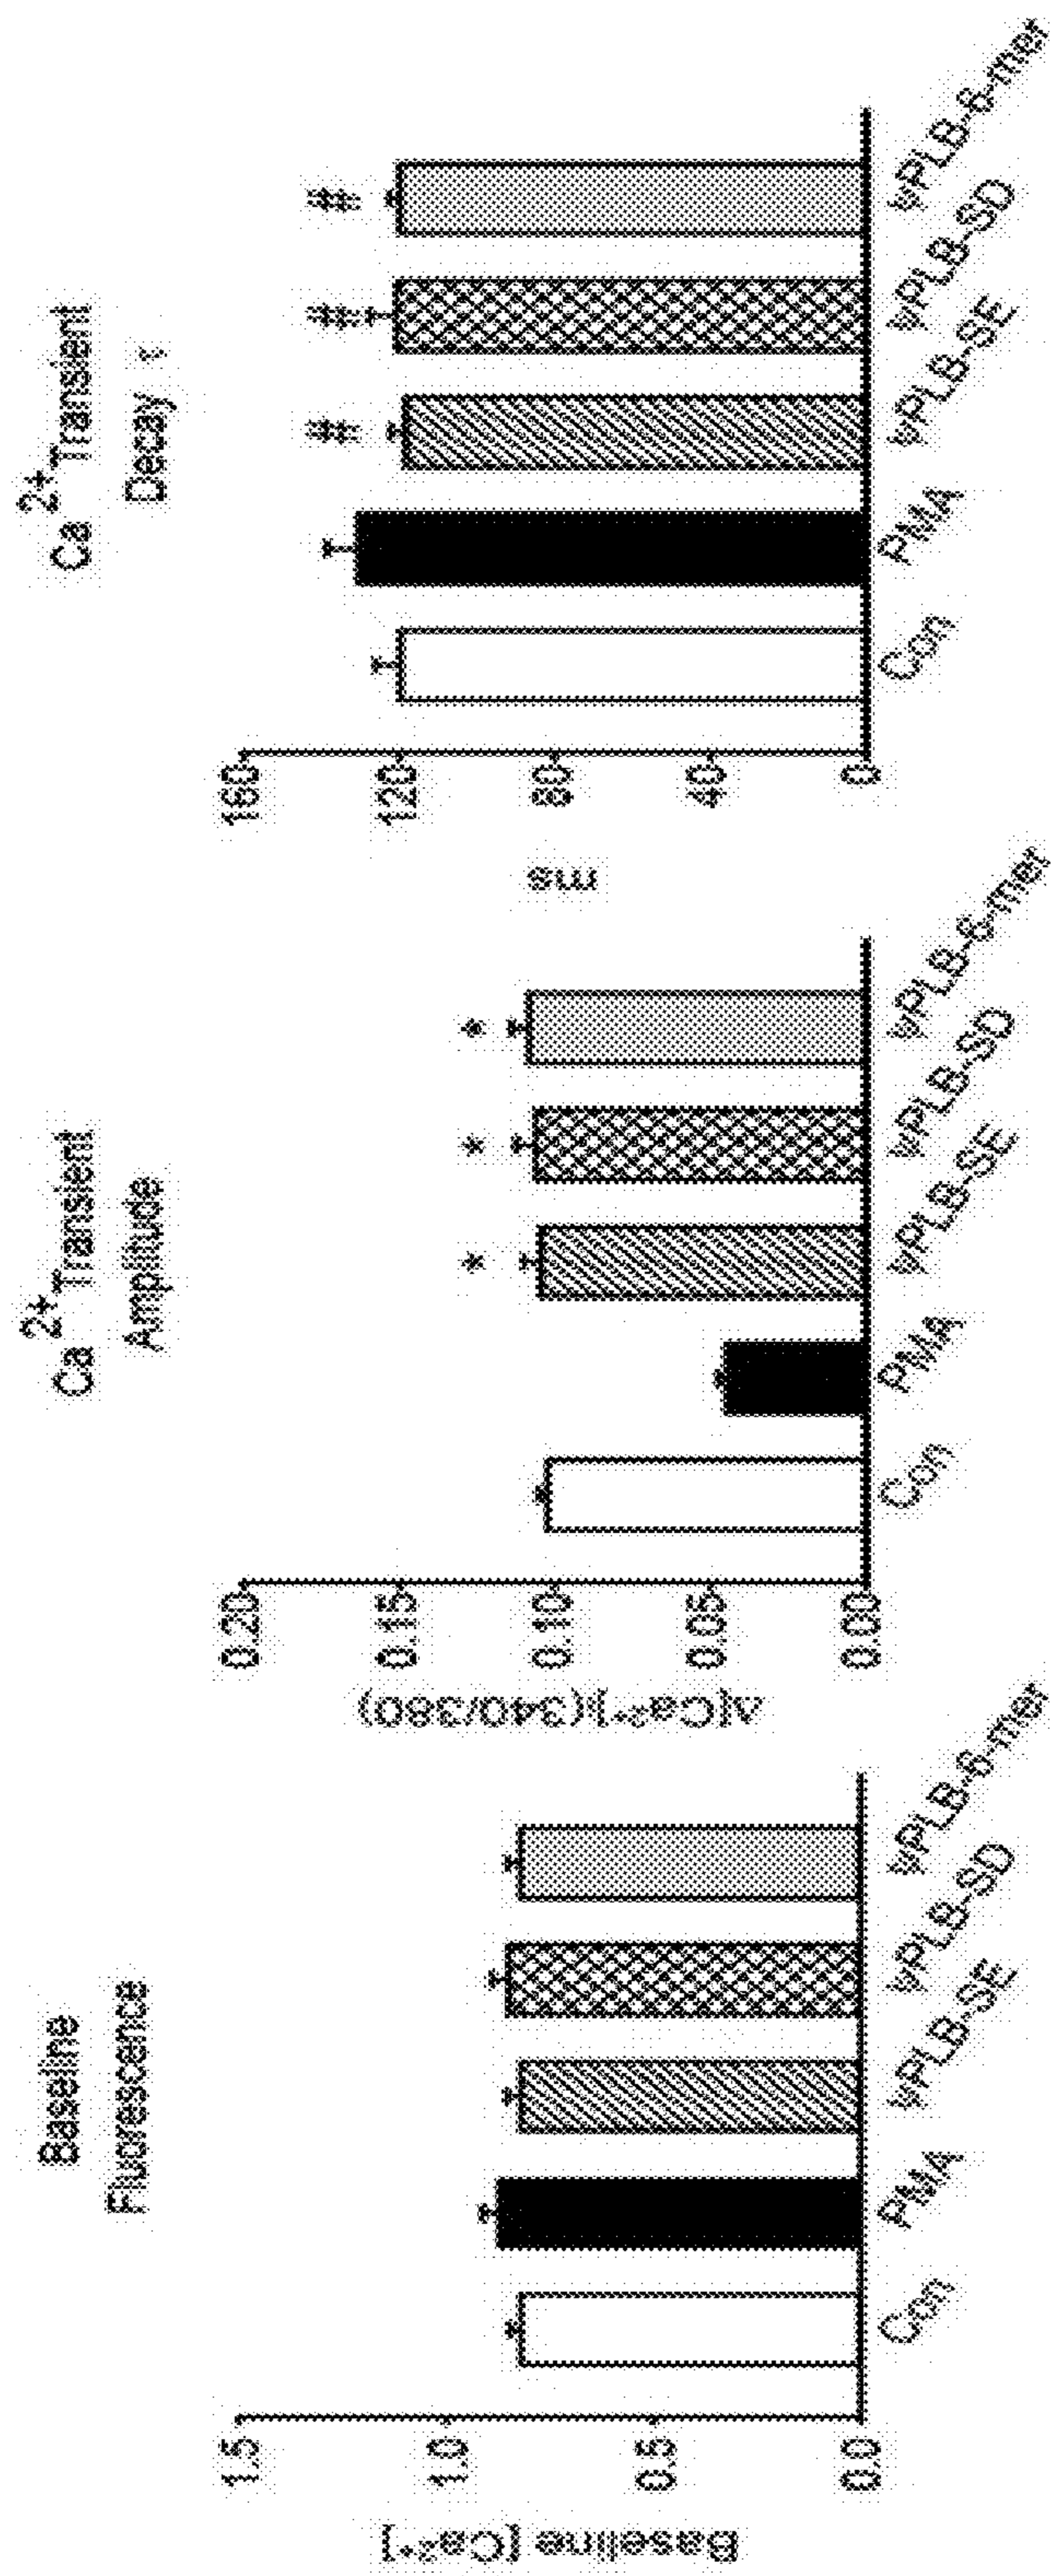 Baseline
Fluorescence
Baseline [Ca²⁺]
1.5
1.0
0.5
0.0
Con
PMA
ψPLB-SE
ψPLB-SD
ψPLB-6-mer
Ca²⁺Transient
Amplitude
Δ[Ca²⁺]i(340/380)
0.20
0.15
0.10
0.05
0.00
*
*
*
Con
PMA
ψPLB-SE
ψPLB-SD
ψPLB-6-mer
Ca²⁺Transient
Decay τ
ms
160
120
80
40
0
#
#
#
Con
PMA
ψPLB-SE
ψPLB-SD
ψPLB-6-mer